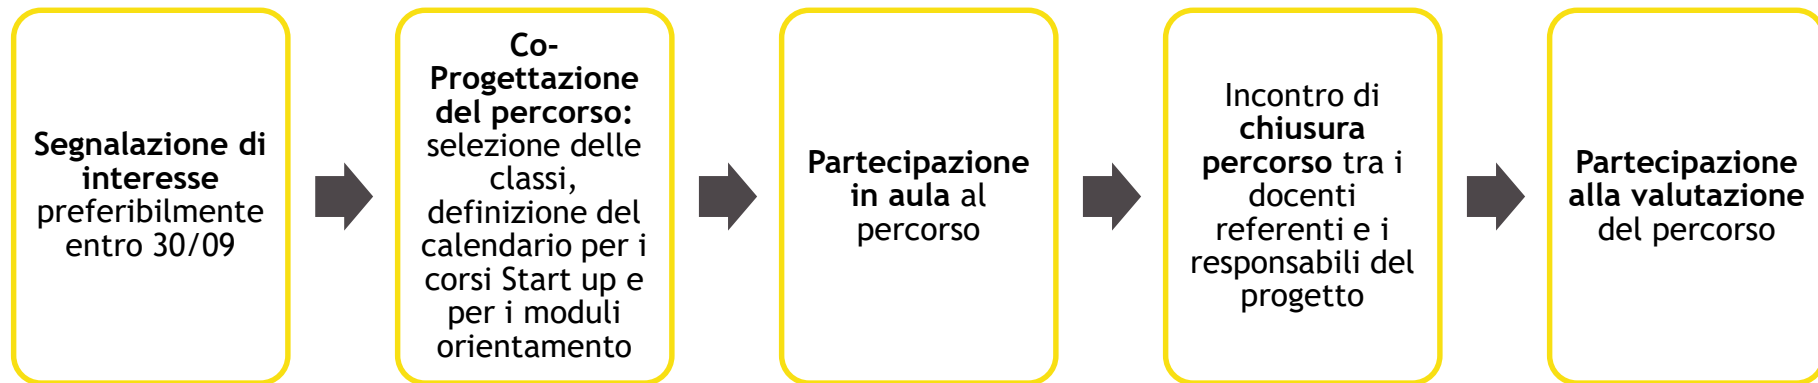 Segnalazione di
interesse
preferibilmente
entro 30/09
Co-
Progettazione
del percorso:
selezione delle
classi,
definizione del
calendario per i
corsi Start up e
per i moduli
orientamento
Partecipazione
in aula al
percorso
Incontro di
chiusura
percorso tra i
docenti
referenti e i
responsabili del
progetto
Partecipazione
alla valutazione
del percorso